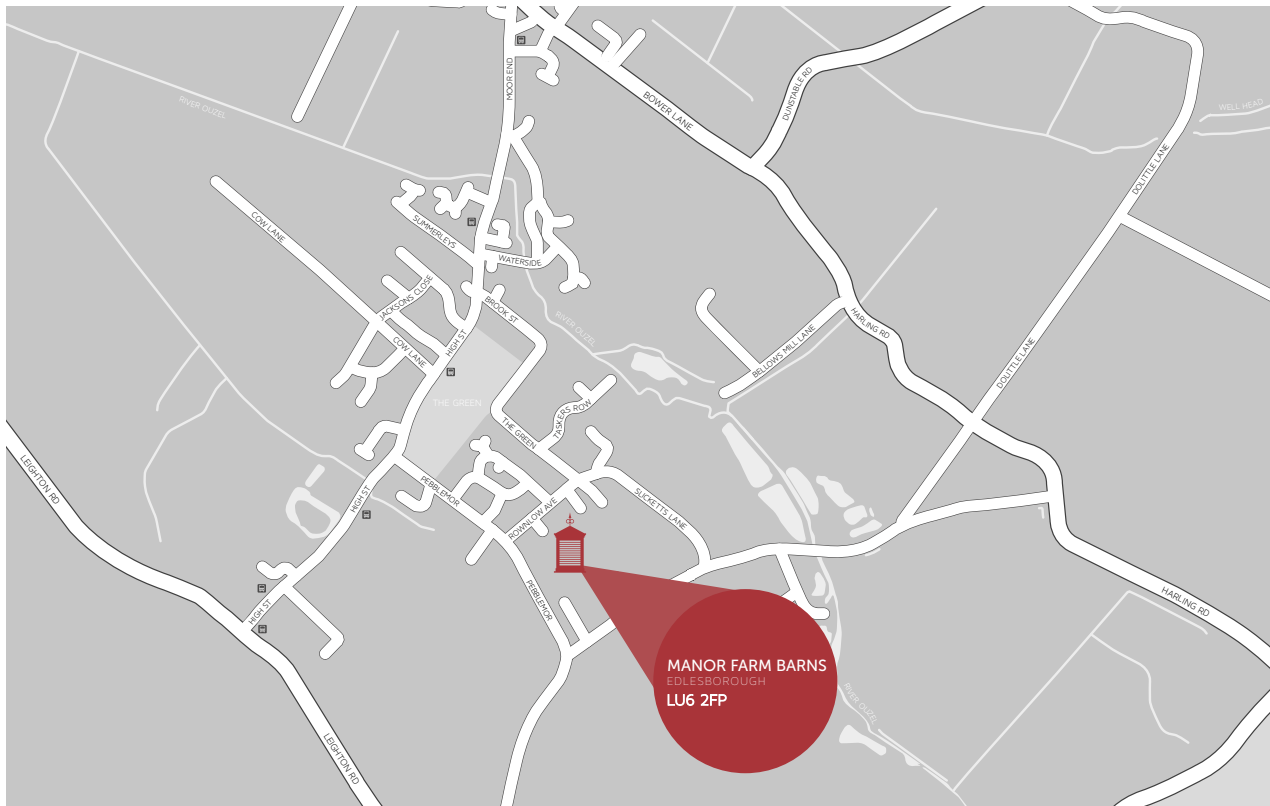 MOOR END
BOWER LANE
DUNSTABLE RD
RIVER OUZEL
WELL HEAD
DOLITTLE LANE
COW LANE
SUMMERLEYS
WATERSIDE
JACKSONS CLOSE
BROOK ST
RIVER OUZEL
HIGH ST
COW LANE
HARLING RD
BELLOWS MILL LANE
DOLITTLE LANE
THE GREEN
TASKERS ROW
THE GREEN
LEIGHTON RD
PEBBLEMOR
HIGH ST
ROWNLOW AVE
SLICKETTS LANE
PEBBLEMOR
HIGH ST
HARLING RD
MANOR FARM BARNS
EDLESBOROUGH
LU6 2FP
RIVER OUZEL
LEIGHTON RD